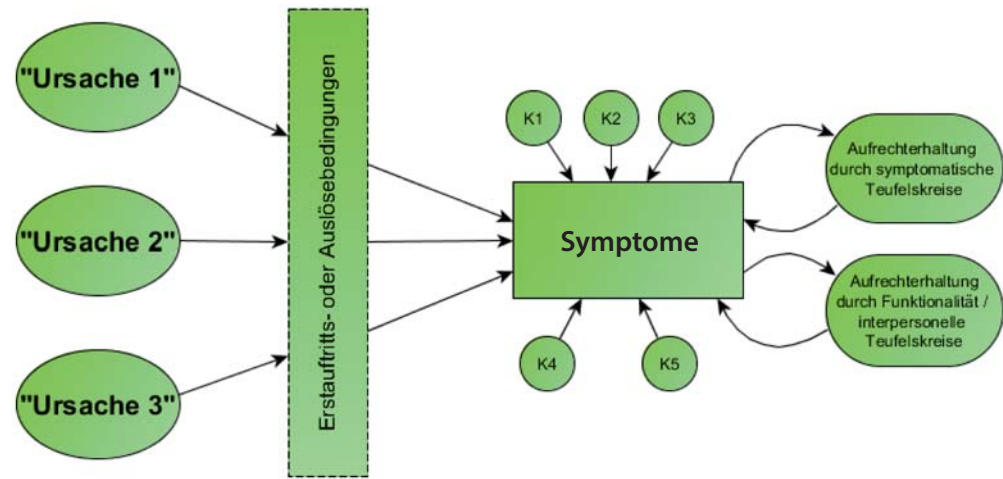 "Ursache 1"
"Ursache 2"
"Ursache 3"
Erstauftritts- oder Auslösebedingungen
K1
K2
K3
Symptome
K4
K5
Aufrechterhaltung
durch symptomatische
Teufelskreise
Aufrechterhaltung
durch Funktionalität /
interpersonelle
Teufelskreise